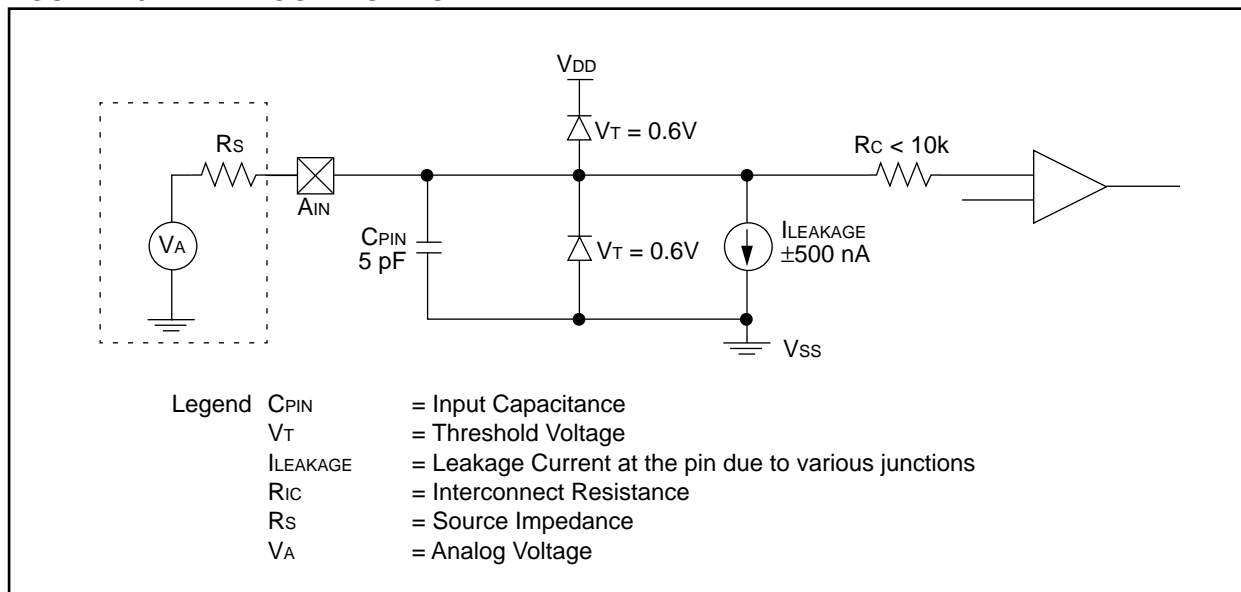 VDD
VT = 0.6V
RS
RC < 10k
AIN
VA
CPIN
5 pF
VT = 0.6V
ILEAKAGE
±500 nA
VSS
Legend CPIN = Input Capacitance
VT = Threshold Voltage
ILEAKAGE = Leakage Current at the pin due to various junctions
RIC = Interconnect Resistance
RS = Source Impedance
VA = Analog Voltage